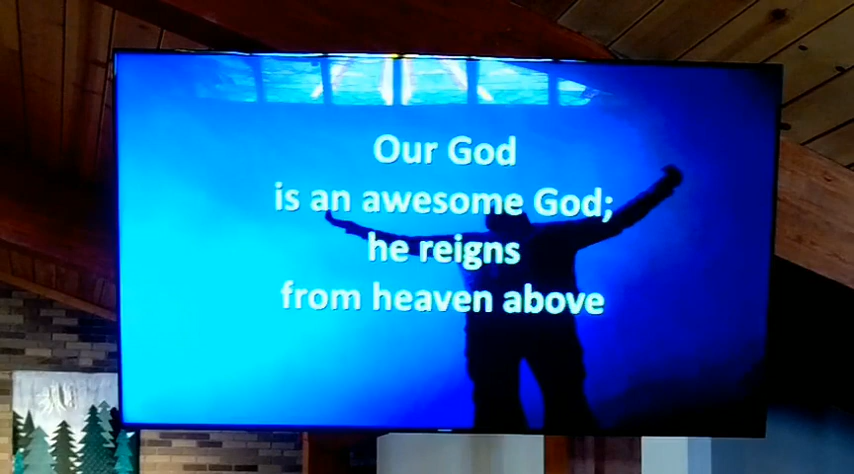 Our God
is an awesome God;
he reigns
from heaven above